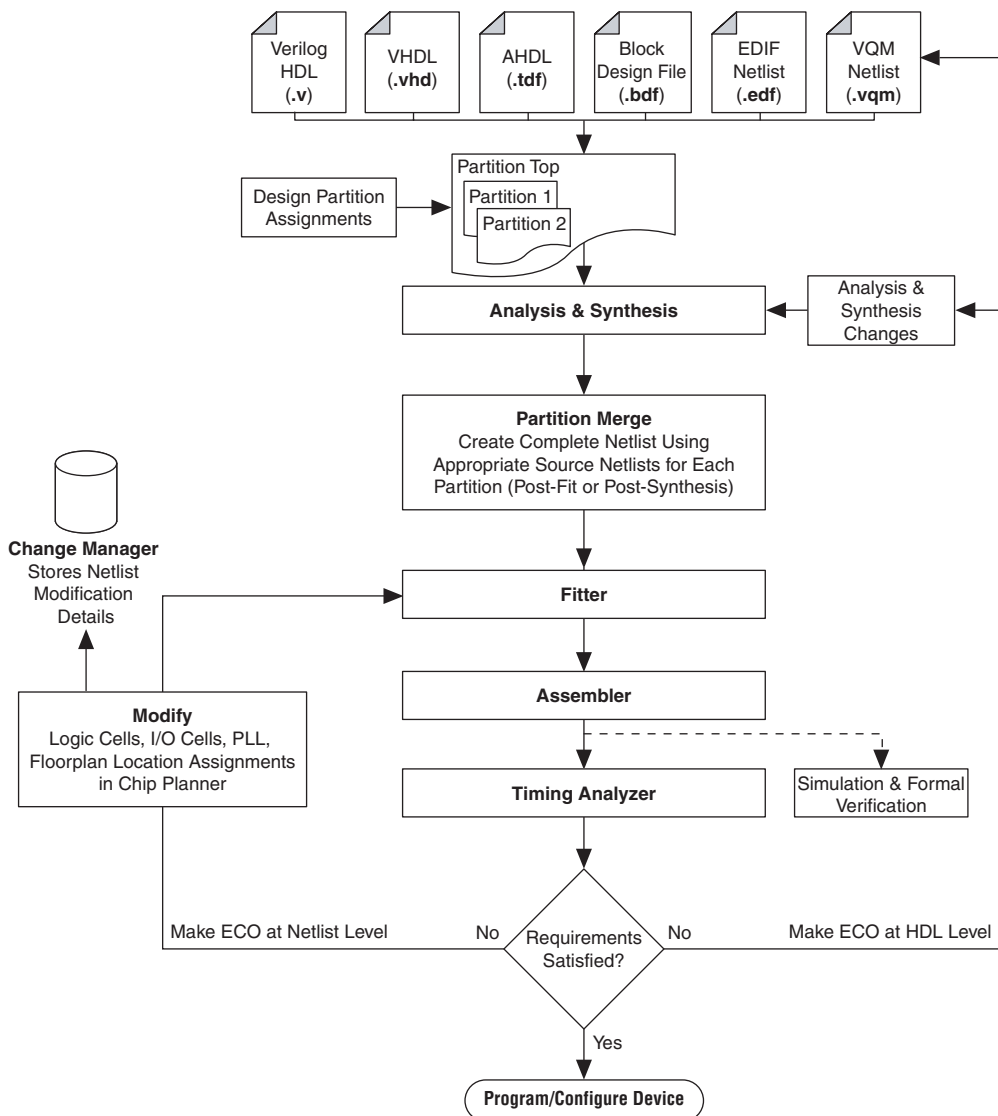 Verilog
HDL
(.v)
VHDL
(.vhd)
AHDL
(.tdf)
Block
Design File
(.bdf)
EDIF
Netlist
(.edf)
VQM
Netlist
(.vqm)
Partition Top
Partition 1
Partition 2
Design Partition
Assignments
Analysis & Synthesis
Analysis &
Synthesis
Changes
Partition Merge
Create Complete Netlist Using
Appropriate Source Netlists for Each
Partition (Post-Fit or Post-Synthesis)
Change Manager
Stores Netlist
Modification
Details
Fitter
Assembler
Modify
Logic Cells, I/O Cells, PLL,
Floorplan Location Assignments
in Chip Planner
Timing Analyzer
Simulation & Formal
Verification
Make ECO at Netlist Level
No
Requirements
Satisfied?
No
Make ECO at HDL Level
Yes
Program/Configure Device